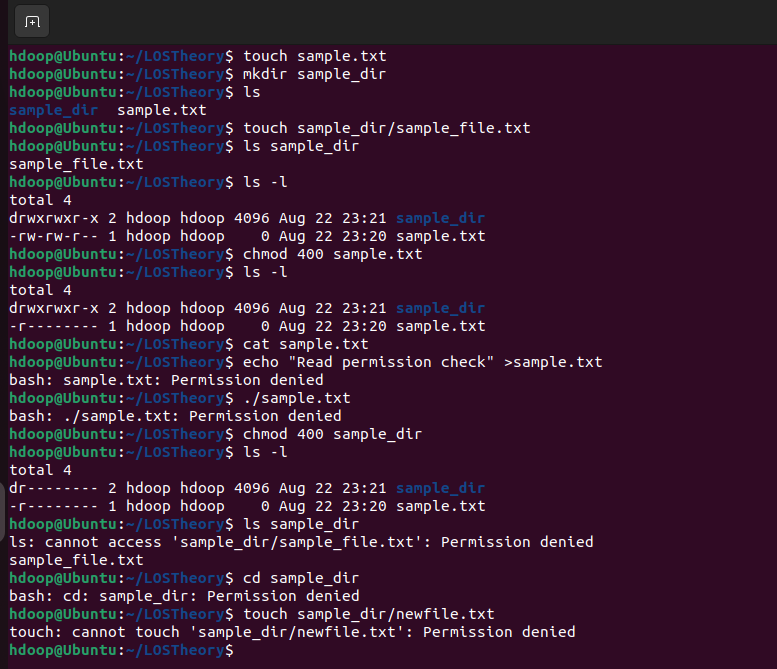 hdoop@Ubuntu:~/LOSTheory$ touch sample.txt
hdoop@Ubuntu:~/LOSTheory$ mkdir sample_dir
hdoop@Ubuntu:~/LOSTheory$ ls
sample_dir  sample.txt
hdoop@Ubuntu:~/LOSTheory$ touch sample_dir/sample_file.txt
hdoop@Ubuntu:~/LOSTheory$ ls sample_dir
sample_file.txt
hdoop@Ubuntu:~/LOSTheory$ ls -l
total 4
drwxrwxr-x 2 hdoop hdoop 4096 Aug 22 23:21 sample_dir
-rw-rw-r-- 1 hdoop hdoop    0 Aug 22 23:20 sample.txt
hdoop@Ubuntu:~/LOSTheory$ chmod 400 sample.txt
hdoop@Ubuntu:~/LOSTheory$ ls -l
total 4
drwxrwxr-x 2 hdoop hdoop 4096 Aug 22 23:21 sample_dir
-r-------- 1 hdoop hdoop    0 Aug 22 23:20 sample.txt
hdoop@Ubuntu:~/LOSTheory$ cat sample.txt
hdoop@Ubuntu:~/LOSTheory$ echo "Read permission check" >sample.txt
bash: sample.txt: Permission denied
hdoop@Ubuntu:~/LOSTheory$ ./sample.txt
bash: ./sample.txt: Permission denied
hdoop@Ubuntu:~/LOSTheory$ chmod 400 sample_dir
hdoop@Ubuntu:~/LOSTheory$ ls -l
total 4
dr-------- 2 hdoop hdoop 4096 Aug 22 23:21 sample_dir
-r-------- 1 hdoop hdoop    0 Aug 22 23:20 sample.txt
hdoop@Ubuntu:~/LOSTheory$ ls sample_dir
ls: cannot access 'sample_dir/sample_file.txt': Permission denied
sample_file.txt
hdoop@Ubuntu:~/LOSTheory$ cd sample_dir
bash: cd: sample_dir: Permission denied
hdoop@Ubuntu:~/LOSTheory$ touch sample_dir/newfile.txt
touch: cannot touch 'sample_dir/newfile.txt': Permission denied
hdoop@Ubuntu:~/LOSTheory$